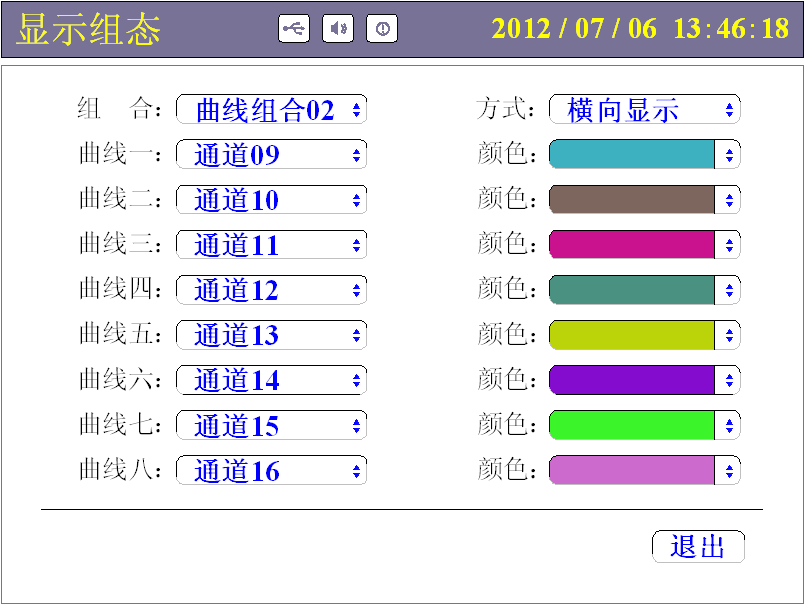 显示组态 2012 / 07 / 06 13:46:18
组 合: 曲线组合02 方式: 横向显示
曲线一: 通道09 颜色:
曲线二: 通道10 颜色:
曲线三: 通道11 颜色:
曲线四: 通道12 颜色:
曲线五: 通道13 颜色:
曲线六: 通道14 颜色:
曲线七: 通道15 颜色:
曲线八: 通道16 颜色:
退出